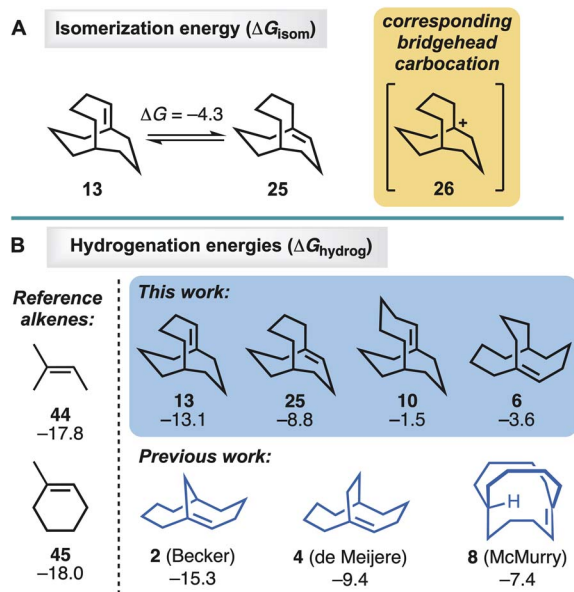 A Isomerization energy (ΔG_isom)
corresponding
bridgehead
carbocation
ΔG = –4.3
+
13 25 26
B Hydrogenation energies (ΔG_hydrog)
Reference
alkenes:
This work:
44
–17.8
13 25 10 6
–13.1 –8.8 –1.5 –3.6
Previous work:
H
45
–18.0
2 (Becker) 4 (de Meijere) 8 (McMurry)
–15.3 –9.4 –7.4